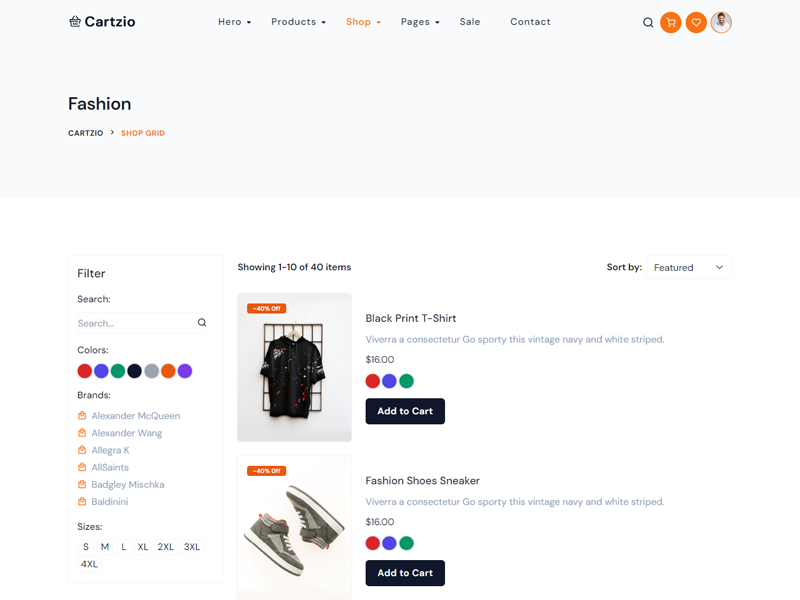 Cartzio
Hero Products Shop Pages Sale Contact
Fashion
CARTZIO > SHOP GRID
Filter
Search:
Search...
Colors:
Brands:
Alexander McQueen
Alexander Wang
Allegra K
AllSaints
Badgley Mischka
Baldinini
Sizes:
S M L XL 2XL 3XL
4XL
Showing 1-10 of 40 items
Sort by: Featured
-40% Off
Black Print T-Shirt
Viverra a consectetur Go sporty this vintage navy and white striped.
$16.00
Add to Cart
-40% Off
Fashion Shoes Sneaker
Viverra a consectetur Go sporty this vintage navy and white striped.
$16.00
Add to Cart